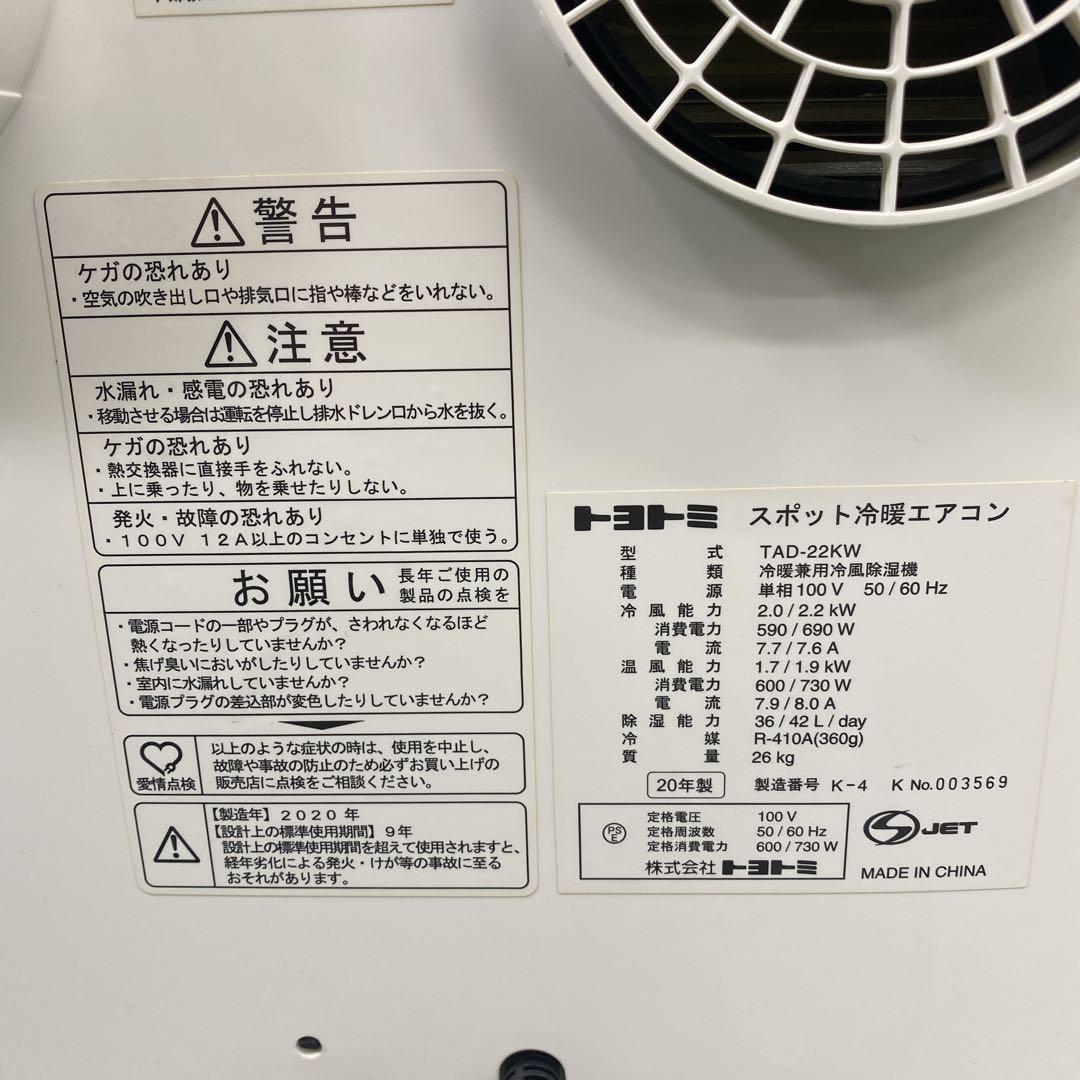 警告
ケガの恐れあり
・空気の吹き出し口や排気口に指や棒などをいれない。
注意
水漏れ・感電の恐れあり
・移動させる場合は運転を停止し排水ドレン口から水を抜く。
ケガの恐れあり
・熱交換器に直接手をふれない。
・上に乗ったり、物を乗せたりしない。
発火・故障の恐れあり
・100V 12A以上のコンセントに単独で使う。
お願い 長年ご使用の
製品の点検を
・電源コードの一部やプラグが、さわれなくなるほど
熱くなったりしていませんか?
・焦げ臭いにおいがしたりしていませんか?
・室内に水漏れしていませんか?
・電源プラグの差込部が変色したりしていませんか?
愛情点検
以上のような症状の時は、使用を中止し、
故障や事故の防止のため必ずお買い上げの
販売店に点検をご相談ください。
【製造年】2020年
【設計上の標準使用期間】9年
設計上の標準使用期間を超えて使用されますと、
経年劣化による発火・けが等の事故に至る
おそれがあります。
トヨトミ スポット冷暖エアコン
型式 TAD-22KW
種類 冷暖兼用冷風除湿機
電源 単相100V 50/60 Hz
冷風能力 2.0/2.2 kW
消費電力 590/690 W
電流 7.7/7.6 A
温風能力 1.7/1.9 kW
消費電力 600/730 W
電流 7.9/8.0 A
除湿能力 36/42 L/day
冷媒 R-410A(360g)
質量 26 kg
20年製 製造番号 K-4 K No.003569
PSE
定格電圧 100 V
定格周波数 50/60 Hz
定格消費電力 600/730 W
株式会社トヨトミ
S JET
MADE IN CHINA